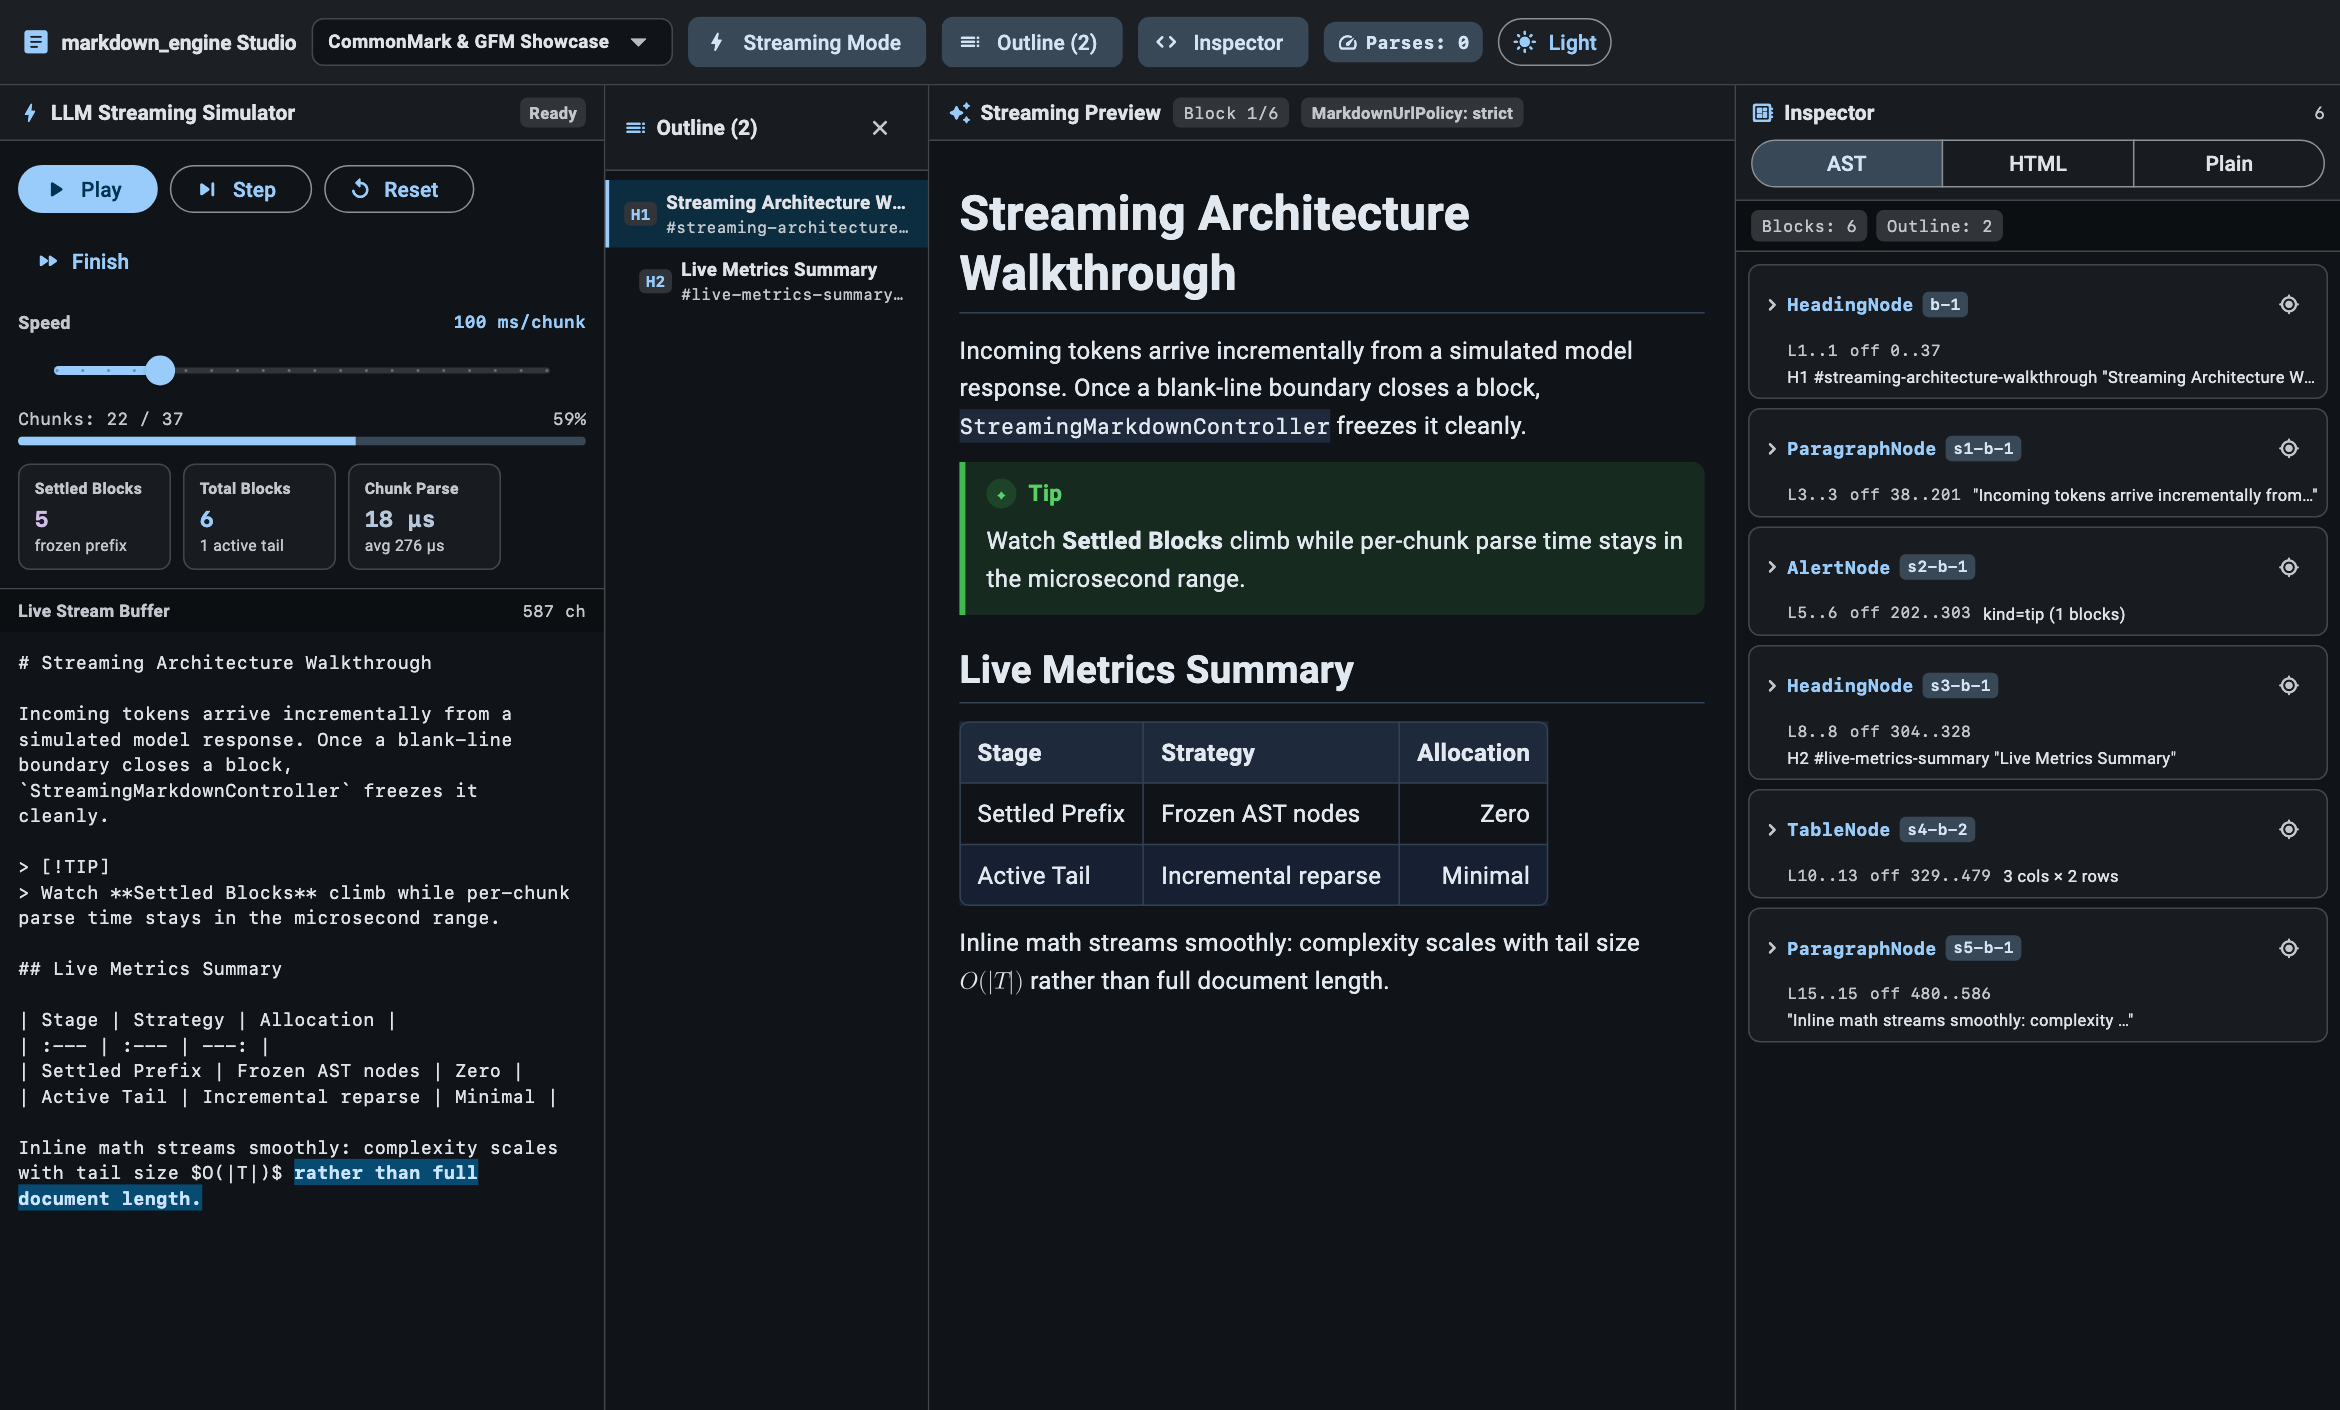 markdown_engine Studio
CommonMark & GFM Showcase
Streaming Mode
Outline (2)
Inspector
Parses: 0
Light
LLM Streaming Simulator
Ready
Play
Step
Reset
Finish
Speed
100 ms/chunk
Chunks: 22 / 37
59%
Settled Blocks
5
frozen prefix
Total Blocks
6
1 active tail
Chunk Parse
18 µs
avg 276 µs
Live Stream Buffer
587 ch
# Streaming Architecture Walkthrough
Incoming tokens arrive incrementally from a
simulated model response. Once a blank-line
boundary closes a block,
`StreamingMarkdownController` freezes it
cleanly.
> [!TIP]
> Watch **Settled Blocks** climb while per-chunk
parse time stays in the microsecond range.
## Live Metrics Summary
| Stage | Strategy | Allocation |
| :--- | :--- | ---: |
| Settled Prefix | Frozen AST nodes | Zero |
| Active Tail | Incremental reparse | Minimal |
Inline math streams smoothly: complexity scales
with tail size $O(|T|)$ rather than full
document length.
Outline (2)
H1
Streaming Architecture W...
#streaming-architecture...
H2
Live Metrics Summary
#live-metrics-summary...
Streaming Preview
Block 1/6
MarkdownUrlPolicy: strict
Streaming Architecture
Walkthrough
Incoming tokens arrive incrementally from a simulated model
response. Once a blank-line boundary closes a block,
StreamingMarkdownController freezes it cleanly.
Tip
Watch Settled Blocks climb while per-chunk parse time stays in
the microsecond range.
Live Metrics Summary
Stage Strategy Allocation
Settled Prefix Frozen AST nodes Zero
Active Tail Incremental reparse Minimal
Inline math streams smoothly: complexity scales with tail size
O(|T|) rather than full document length.
Inspector
6
AST
HTML
Plain
Blocks: 6
Outline: 2
HeadingNode b-1
L1..1 off 0..37
H1 #streaming-architecture-walkthrough "Streaming Architecture W...
ParagraphNode s1-b-1
L3..3 off 38..201 "Incoming tokens arrive incrementally from..."
AlertNode s2-b-1
L5..6 off 202..303 kind=tip (1 blocks)
HeadingNode s3-b-1
L8..8 off 304..328
H2 #live-metrics-summary "Live Metrics Summary"
TableNode s4-b-2
L10..13 off 329..479 3 cols × 2 rows
ParagraphNode s5-b-1
L15..15 off 480..586
"Inline math streams smoothly: complexity ..."